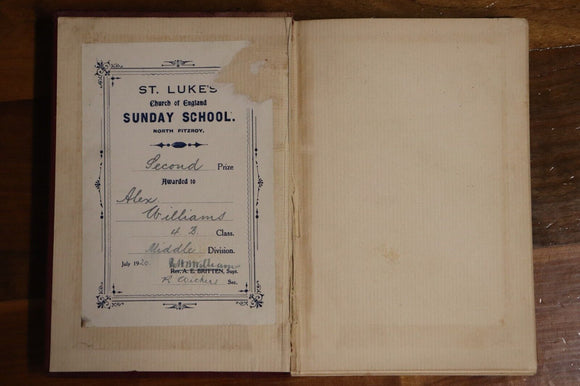 ST. LUKE'S
Church of England
SUNDAY SCHOOL.
NORTH FITZROY.
Second Prize
Awarded to
Alex
Williams
4 B. Class.
Middle Division.
July 1920.
Rev. A. E. BRITTEN, Supt.
R Sec.